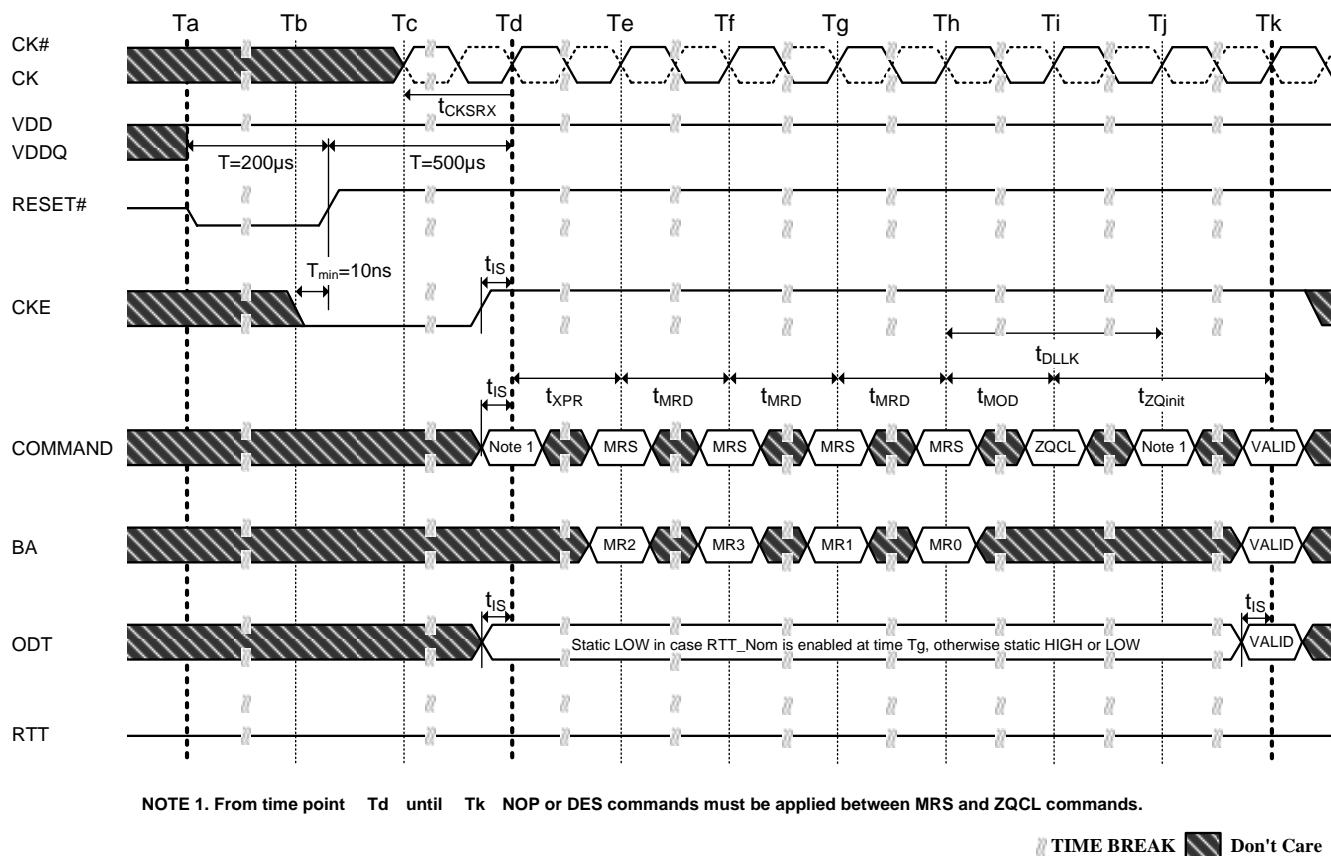 Ta Tb Tc Td Te Tf Tg Th Ti Tj Tk
CK#
CK
tCKSRX
VDD
VDDQ
T=200µs T=500µs
RESET#
Tmin=10ns
tIS
CKE
tDLLK
tIS tXPR tMRD tMRD tMRD tMOD tZQinit
COMMAND Note 1 MRS MRS MRS MRS ZQCL Note 1 VALID
BA MR2 MR3 MR1 MR0 VALID
tIS tIS
ODT Static LOW in case RTT_Nom is enabled at time Tg, otherwise static HIGH or LOW VALID
RTT
NOTE 1. From time point Td until Tk NOP or DES commands must be applied between MRS and ZQCL commands.
TIME BREAK Don't Care